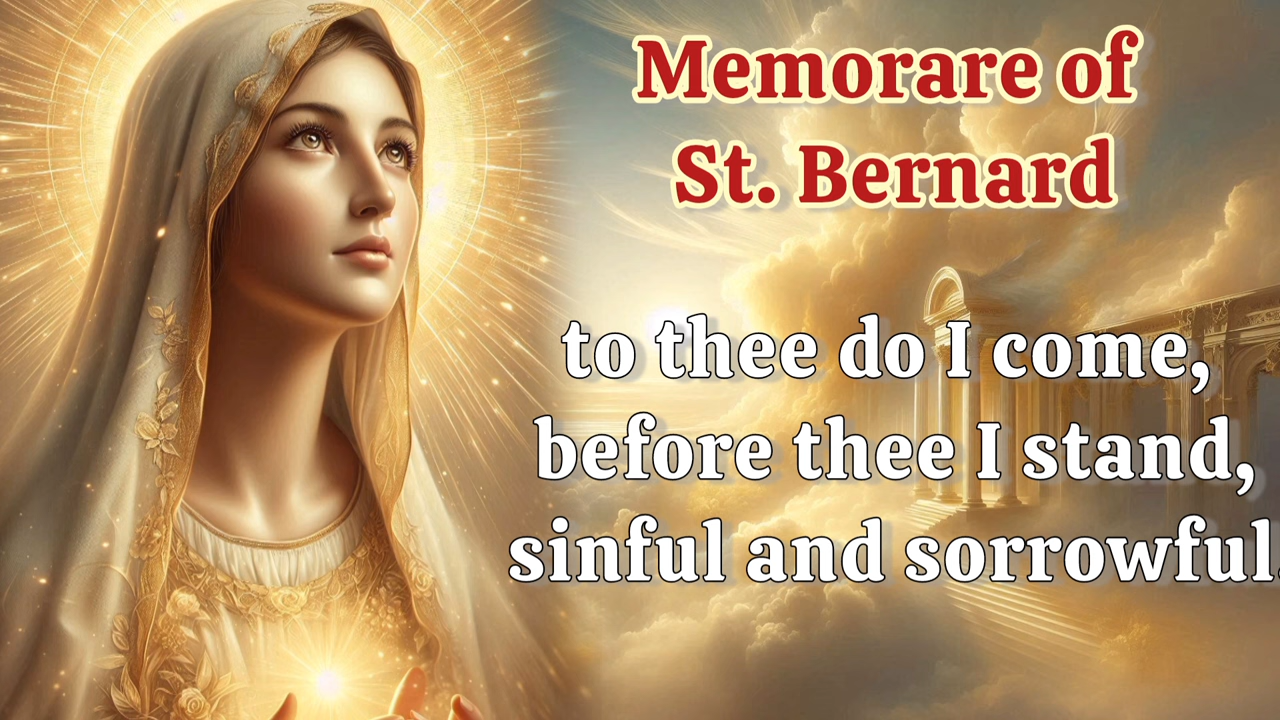 Memorare of
St. Bernard
to thee do I come,
before thee I stand,
sinful and sorrowful.